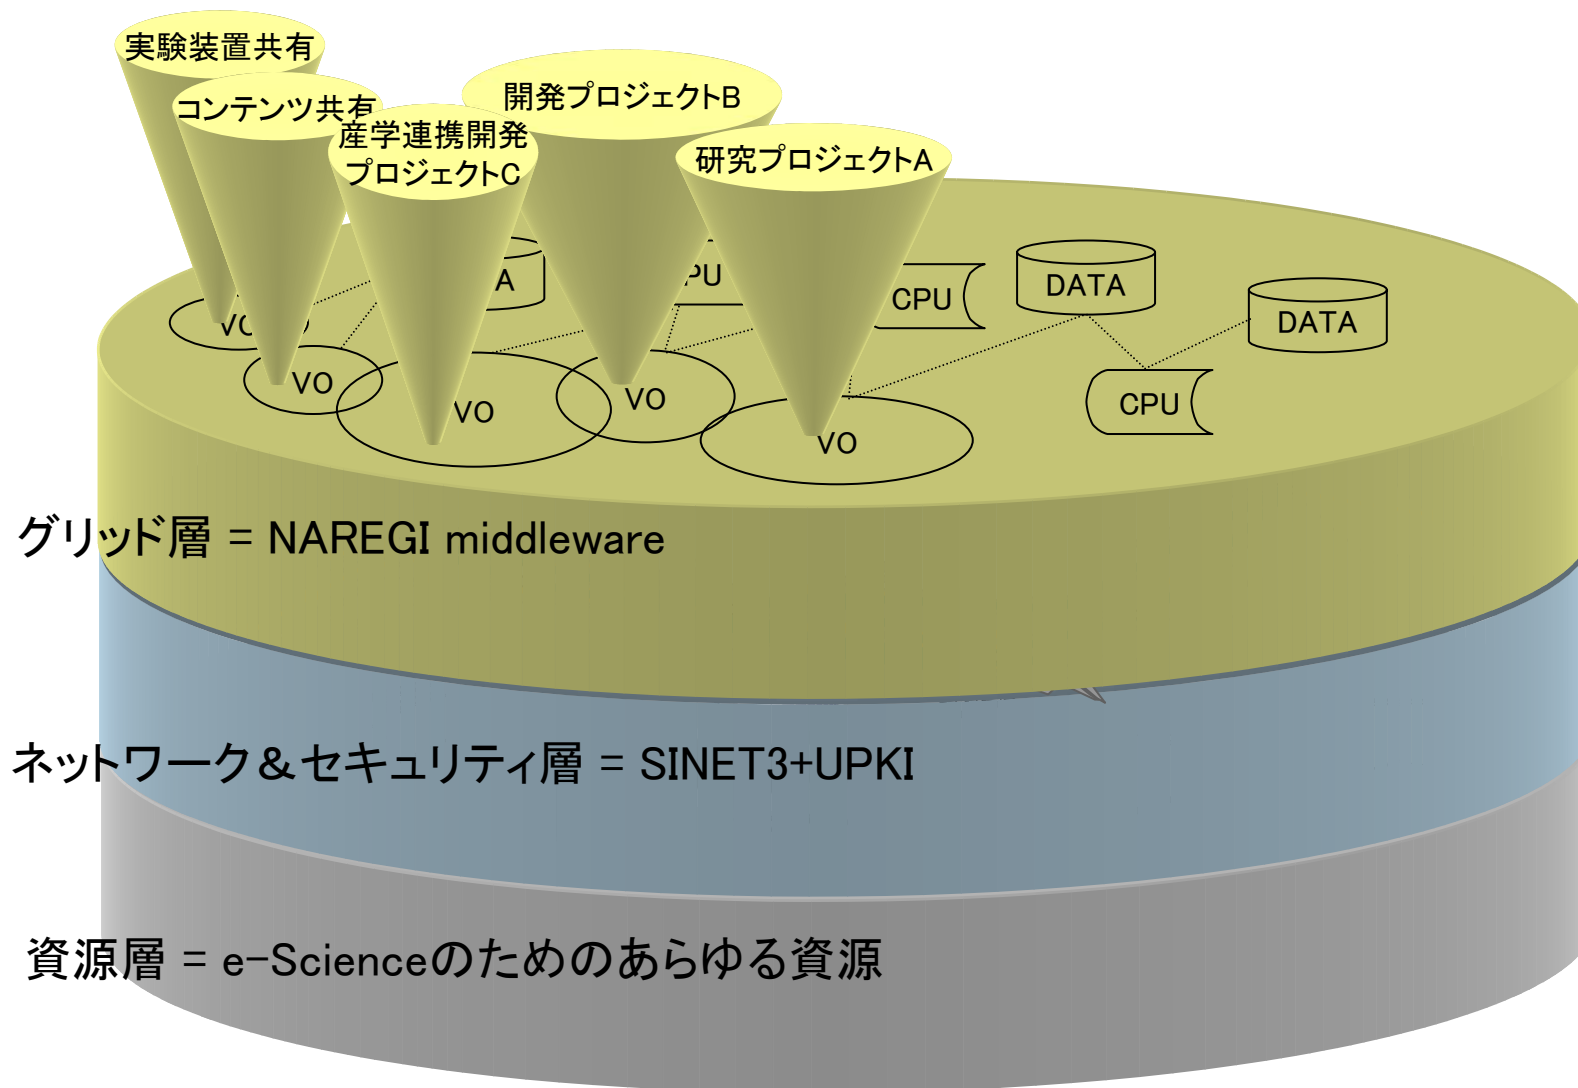 実験装置共有
コンテンツ共有
産学連携開発
プロジェクトC
開発プロジェクトB
研究プロジェクトA
CPU
DATA
DATA
CPU
VO
VO
VO
VO
VO
グリッド層 = NAREGI middleware
ネットワーク＆セキュリティ層 = SINET3+UPKI
資源層 = e-Scienceのためのあらゆる資源